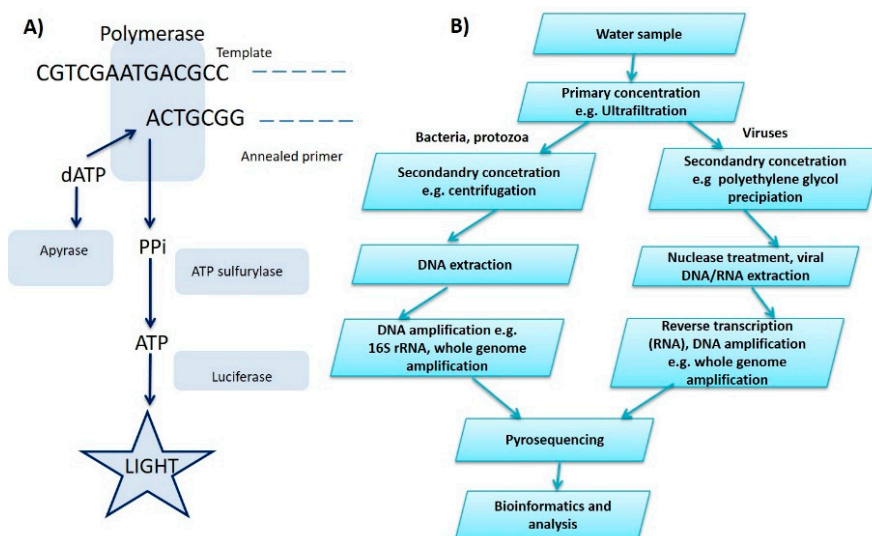 A)
Polymerase
Template
CGTCGAATGACGCC
ACTGCGG
Annealed primer
dATP
Apyrase
PPi
ATP sulfurylase
ATP
Luciferase
LIGHT
B)
Water sample
Primary concentration
e.g. Ultrafiltration
Bacteria, protozoa
Viruses
Secondandry concetration
e.g. centrifugation
Secondandry concetration
e.g polyethylene glycol
precipiation
DNA extraction
Nuclease treatment, viral
DNA/RNA extraction
DNA amplification e.g.
16S rRNA, whole genome
amplification
Reverse transcription
(RNA), DNA amplification
e.g. whole genome
amplification
Pyrosequencing
Bioinformatics and
analysis